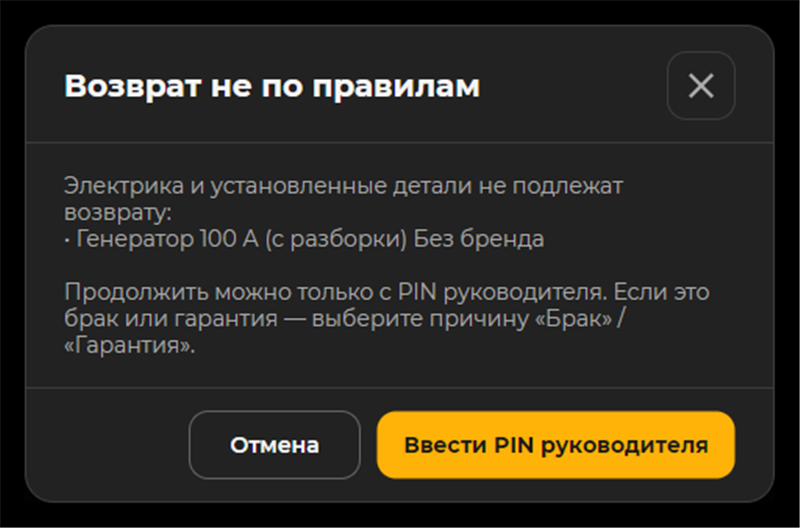 Возврат не по правилам
Электрика и установленные детали не подлежат
возврату:
• Генератор 100 А (с разборки) Без бренда
Продолжить можно только с PIN руководителя. Если это
брак или гарантия — выберите причину «Брак» /
«Гарантия».
Отмена
Ввести PIN руководителя